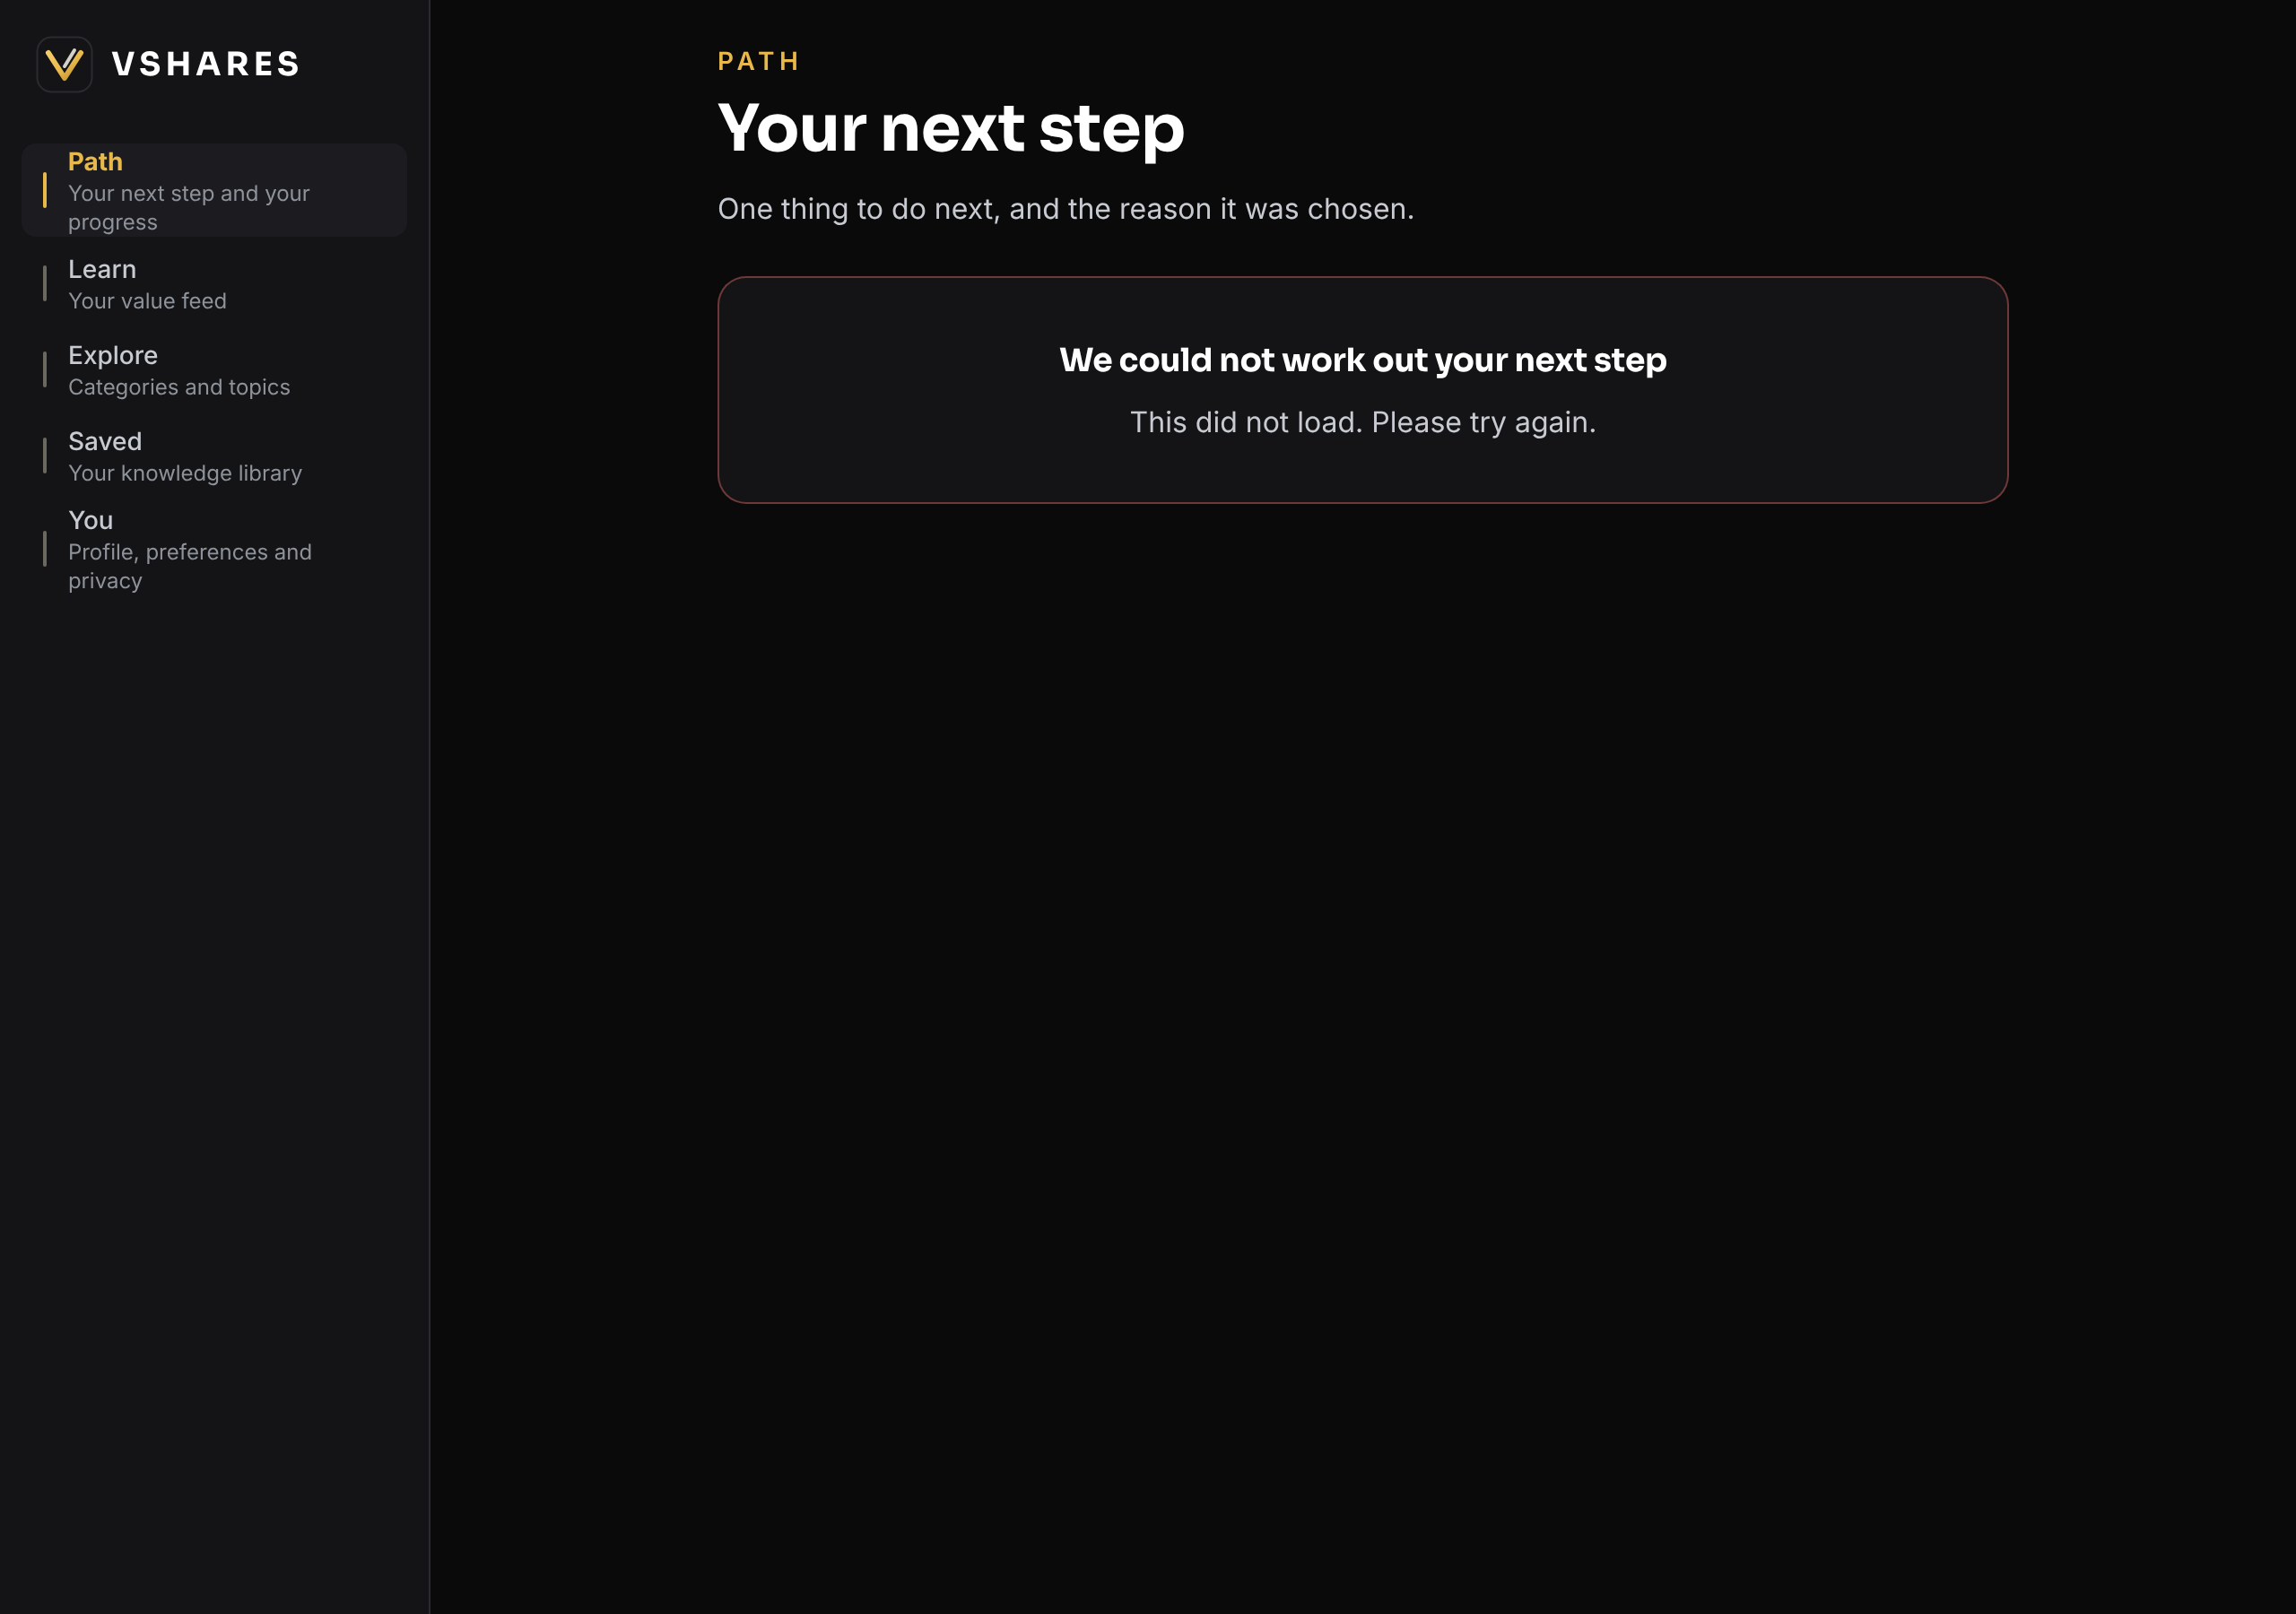 VSHARES
Path
Your next step and your
progress
Learn
Your value feed
Explore
Categories and topics
Saved
Your knowledge library
You
Profile, preferences and
privacy
PATH
Your next step
One thing to do next, and the reason it was chosen.
We could not work out your next step
This did not load. Please try again.